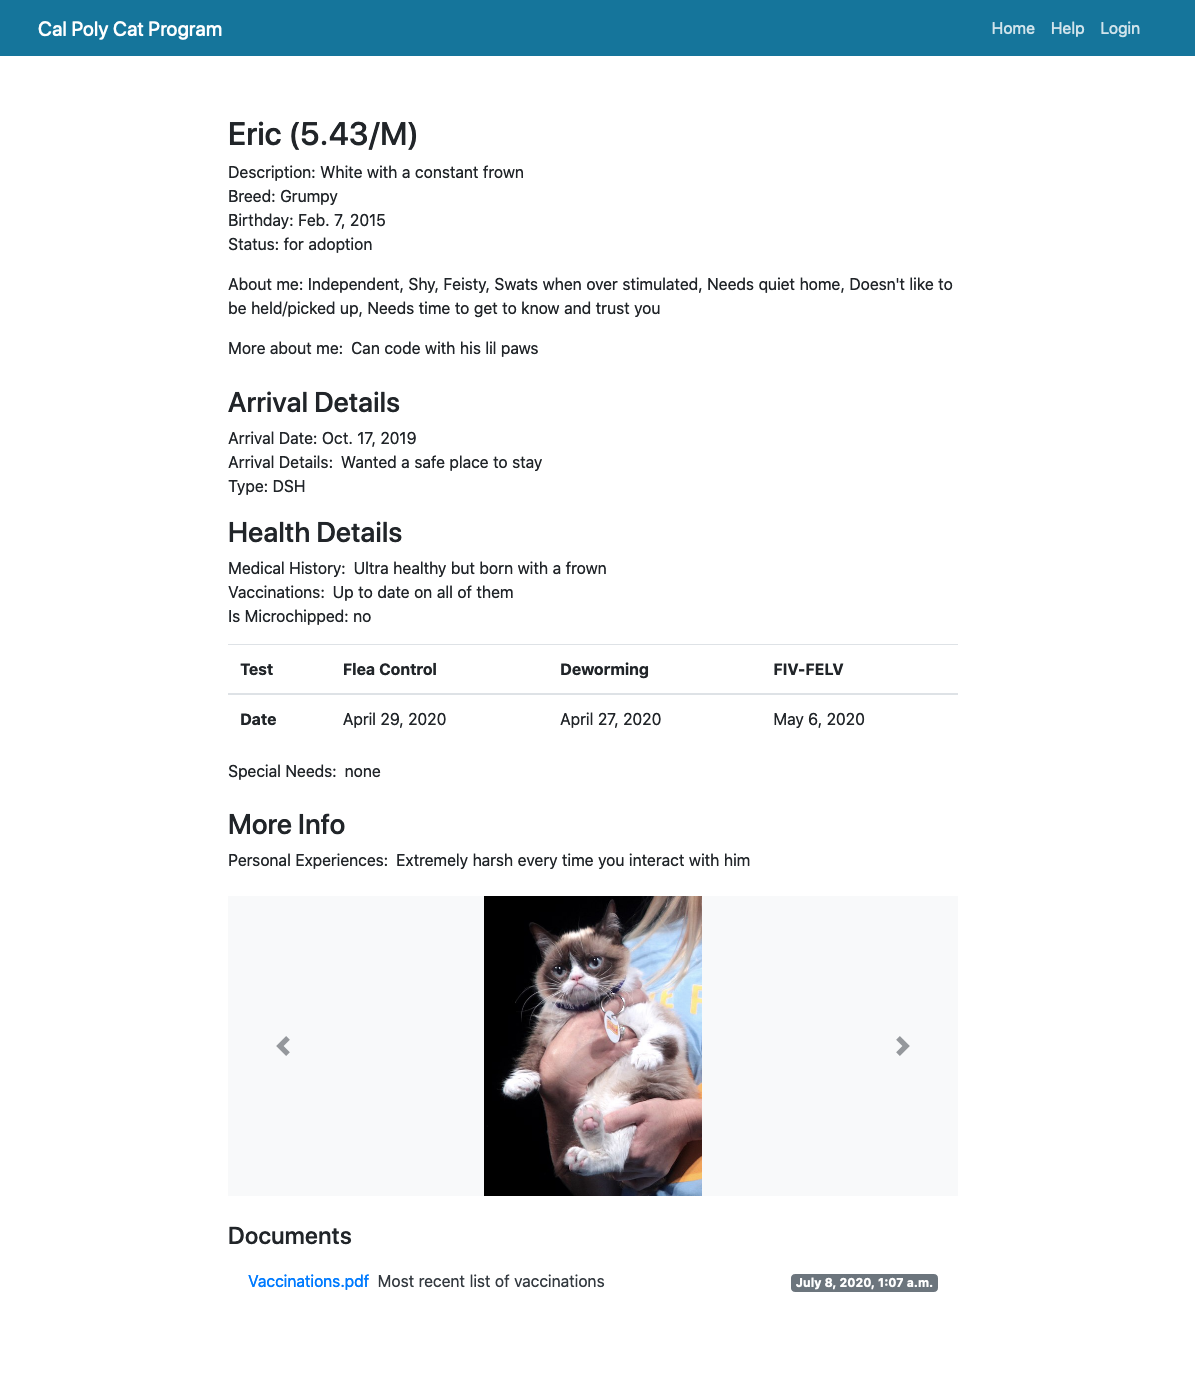 Cal Poly Cat Program
Home Help Login
Eric (5.43/M)
Description: White with a constant frown
Breed: Grumpy
Birthday: Feb. 7, 2015
Status: for adoption
About me: Independent, Shy, Feisty, Swats when over stimulated, Needs quiet home, Doesn't like to
be held/picked up, Needs time to get to know and trust you
More about me: Can code with his lil paws
Arrival Details
Arrival Date: Oct. 17, 2019
Arrival Details: Wanted a safe place to stay
Type: DSH
Health Details
Medical History: Ultra healthy but born with a frown
Vaccinations: Up to date on all of them
Is Microchipped: no
Test Flea Control Deworming FIV-FELV
Date April 29, 2020 April 27, 2020 May 6, 2020
Special Needs: none
More Info
Personal Experiences: Extremely harsh every time you interact with him
Documents
Vaccinations.pdf Most recent list of vaccinations July 8, 2020, 1:07 a.m.